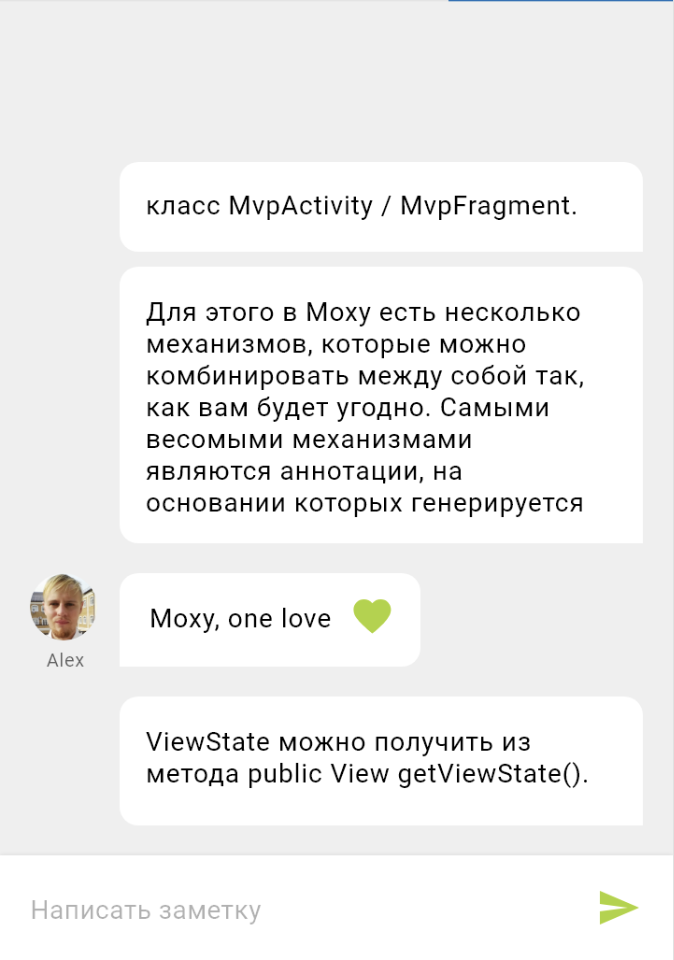 класс MvpActivity / MvpFragment.
Для этого в Moxy есть несколько
механизмов, которые можно
комбинировать между собой так,
как вам будет угодно. Самыми
весомыми механизмами
являются аннотации, на
основании которых генерируется
Moxy, one love
Alex
ViewState можно получить из
метода public View getViewState().
Написать заметку